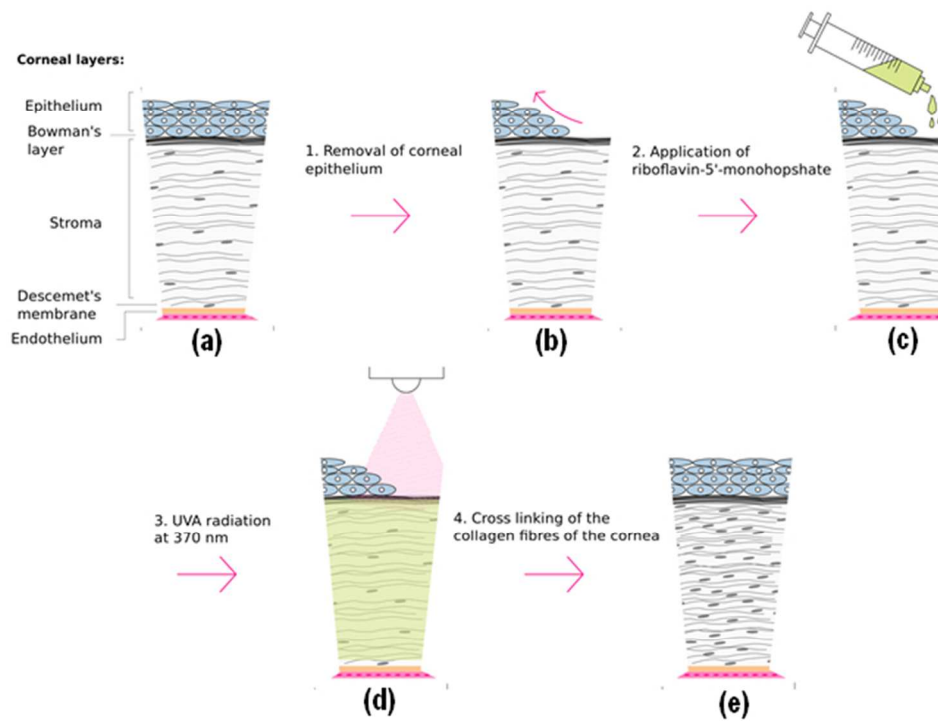 Corneal layers:
Epithelium
Bowman's
layer
Stroma
Descemet's
membrane
Endothelium
(a)
1. Removal of corneal
epithelium
(b)
2. Application of
riboflavin-5'-monohopshate
(c)
3. UVA radiation
at 370 nm
(d)
4. Cross linking of the
collagen fibres of the cornea
(e)